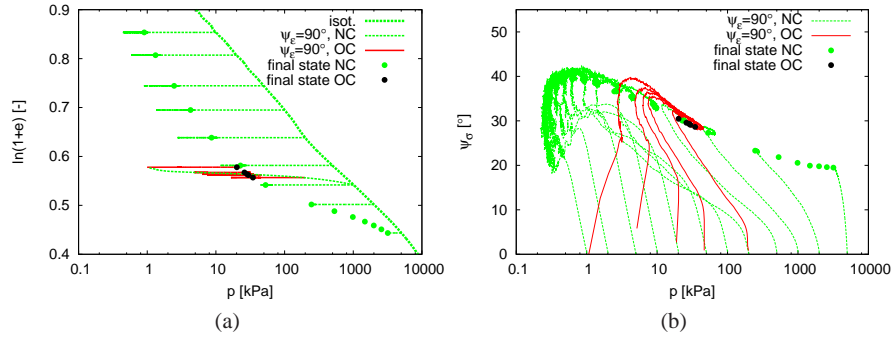 isot.
ψε=90°, NC
ψε=90°, OC
final state NC
final state OC
ln(1+e) [-]
0.9
0.8
0.7
0.6
0.5
0.4
0.1 1 10 100 1000 10000
p [kPa]
(a)
ψε=90°, NC
ψε=90°, OC
final state NC
final state OC
ψσ [°]
50
40
30
20
10
0
0.1 1 10 100 1000 10000
p [kPa]
(b)